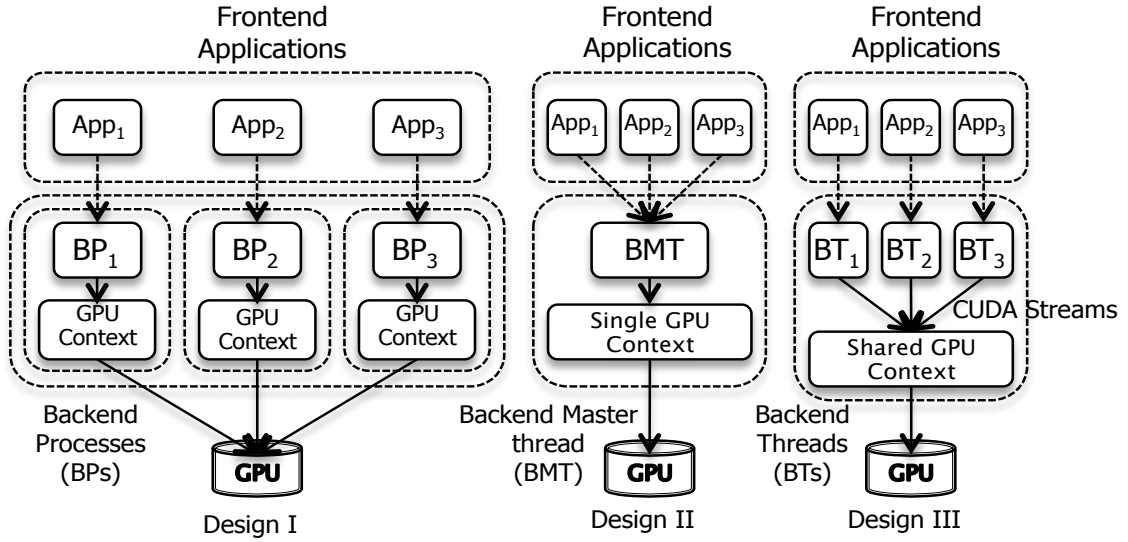 Frontend
Applications
App₁
App₂
App₃
BP₁
BP₂
BP₃
GPU
Context
GPU
Context
GPU
Context
Backend
Processes
(BPs)
GPU
Design I
Frontend
Applications
App₁
App₂
App₃
BMT
Single GPU
Context
Backend Master
thread
(BMT)
GPU
Design II
Frontend
Applications
App₁
App₂
App₃
BT₁
BT₂
BT₃
CUDA Streams
Shared GPU
Context
Backend
Threads
(BTs)
GPU
Design III